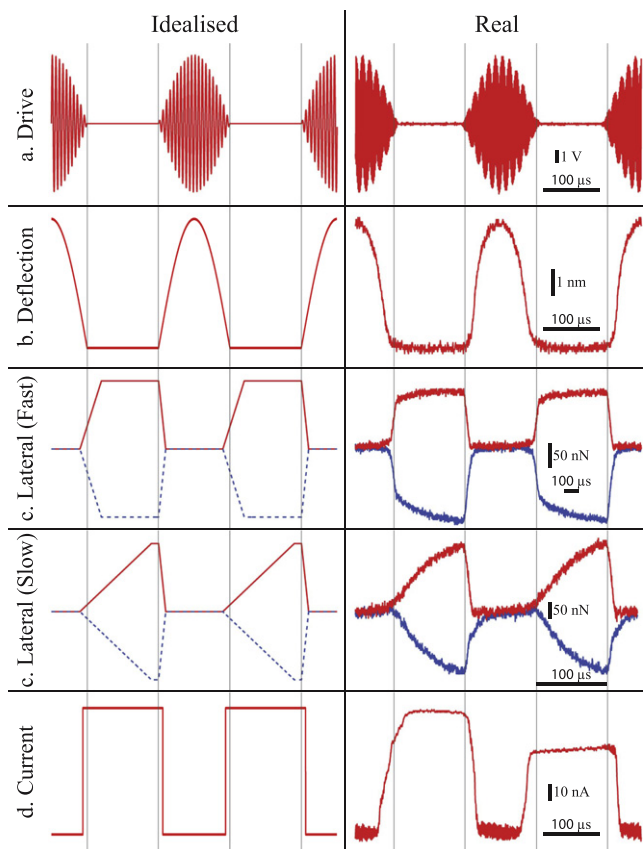 Idealised
Real
a. Drive
1 V
100 µs
b. Deflection
1 nm
100 µs
c. Lateral (Fast)
50 nN
100 µs
c. Lateral (Slow)
50 nN
100 µs
d. Current
10 nA
100 µs